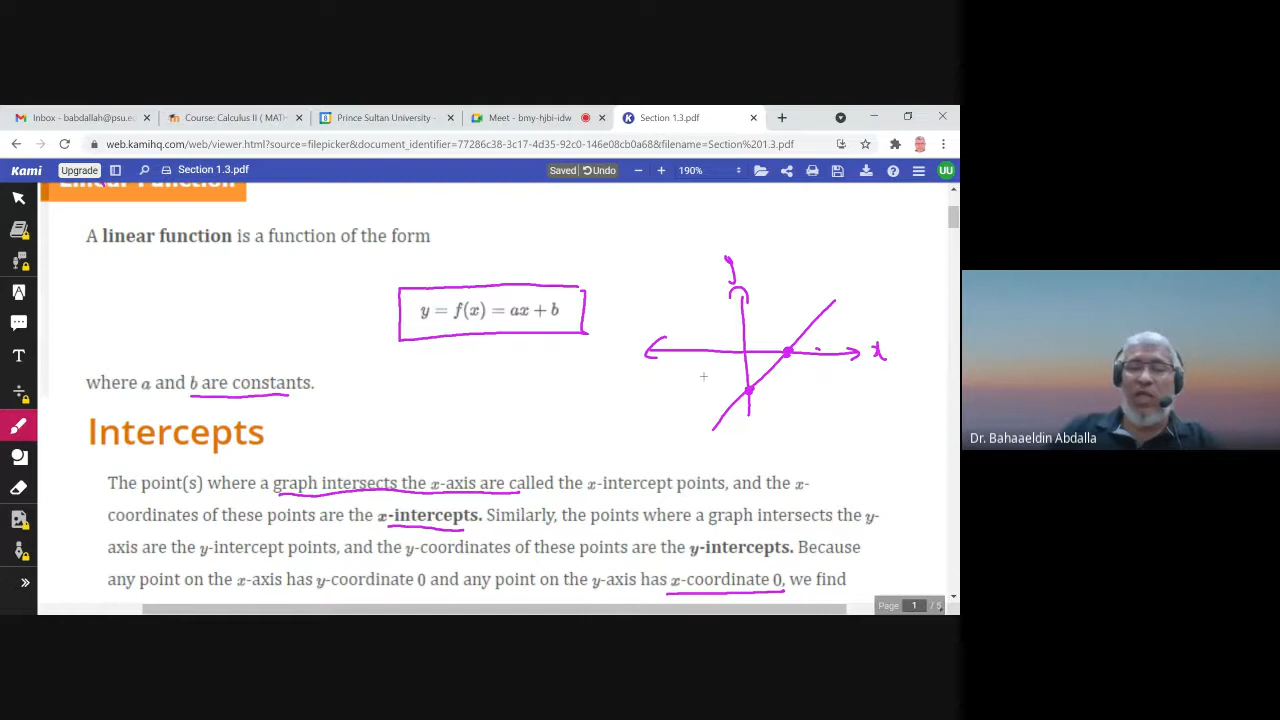 Inbox - babdallah@psu.e
Course: Calculus II ( MAT
Prince Sultan University -
Meet - bmy-hjbi-idw
Section 1.3.pdf
web.kamihq.com/web/viewer.html?source=filepicker&document_identifier=77286c38-3c17-4d35-92c0-146e08cb0a688&filename=Section%201.3.pdf
Kami Upgrade Section 1.3.pdf Saved Undo 190% UU
Linear Function
A linear function is a function of the form
y = f(x) = ax + b
y
x
where a and b are constants.
Intercepts
The point(s) where a graph intersects the x-axis are called the x-intercept points, and the x-
coordinates of these points are the x-intercepts. Similarly, the points where a graph intersects the y-
axis are the y-intercept points, and the y-coordinates of these points are the y-intercepts. Because
any point on the x-axis has y-coordinate 0 and any point on the y-axis has x-coordinate 0, we find
Page 1 / 5
Dr. Bahaaeldin Abdalla